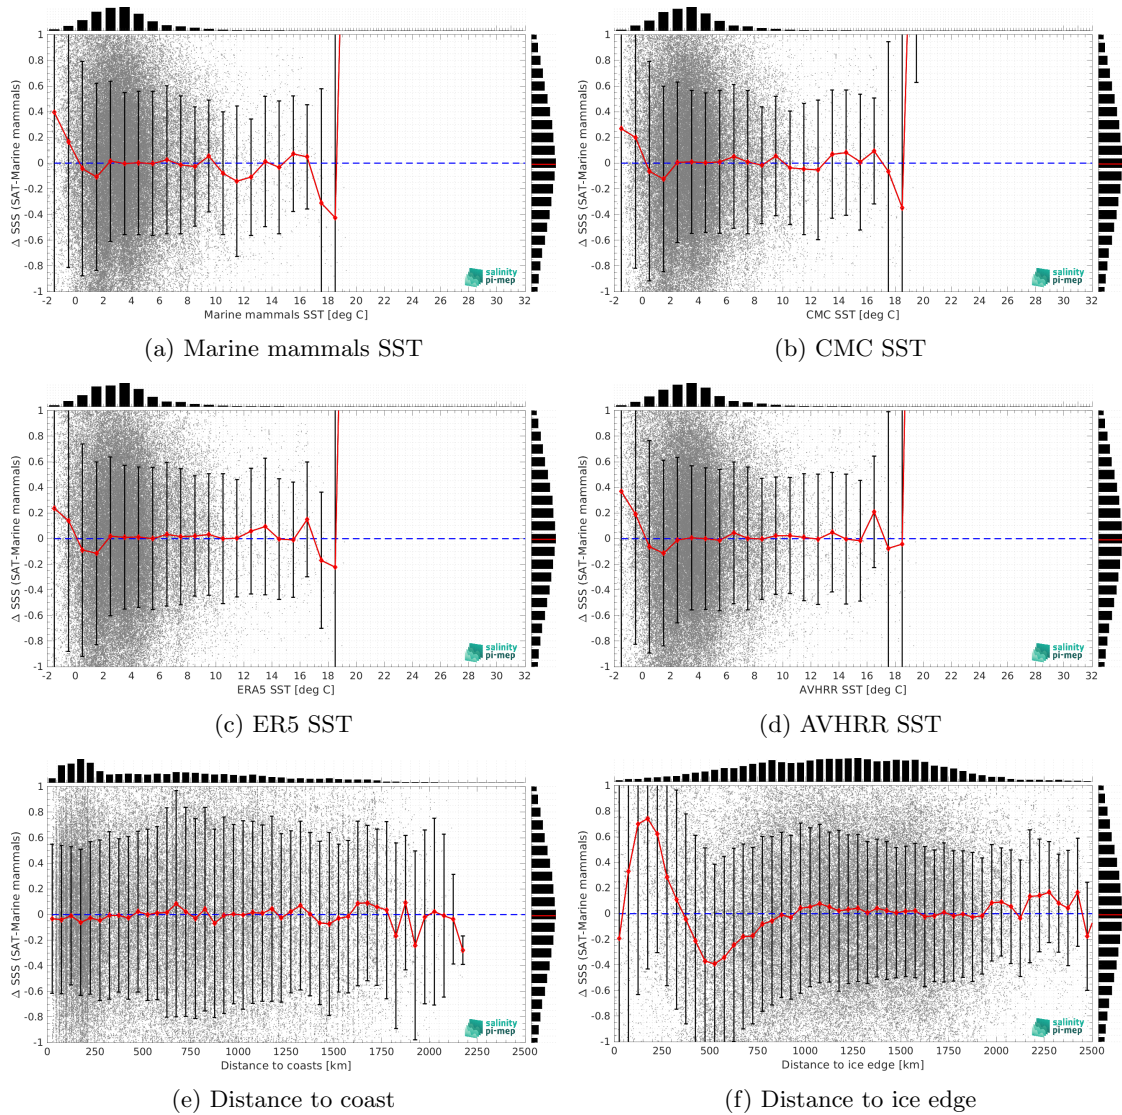 Δ SSS (SAT-Marine mammals)
1
0.8
0.6
0.4
0.2
0
-0.2
-0.4
-0.6
-0.8
-1
salinity
pi-mep
-2 0 2 4 6 8 10 12 14 16 18 20 22 24 26 28 30 32
Marine mammals SST [deg C]
(a) Marine mammals SST
Δ SSS (SAT-Marine mammals)
1
0.8
0.6
0.4
0.2
0
-0.2
-0.4
-0.6
-0.8
-1
salinity
pi-mep
-2 0 2 4 6 8 10 12 14 16 18 20 22 24 26 28 30 32
CMC SST [deg C]
(b) CMC SST
Δ SSS (SAT-Marine mammals)
1
0.8
0.6
0.4
0.2
0
-0.2
-0.4
-0.6
-0.8
-1
salinity
pi-mep
-2 0 2 4 6 8 10 12 14 16 18 20 22 24 26 28 30 32
ERA5 SST [deg C]
(c) ER5 SST
Δ SSS (SAT-Marine mammals)
1
0.8
0.6
0.4
0.2
0
-0.2
-0.4
-0.6
-0.8
-1
salinity
pi-mep
-2 0 2 4 6 8 10 12 14 16 18 20 22 24 26 28 30 32
AVHRR SST [deg C]
(d) AVHRR SST
Δ SSS (SAT-Marine mammals)
1
0.8
0.6
0.4
0.2
0
-0.2
-0.4
-0.6
-0.8
-1
salinity
pi-mep
0 250 500 750 1000 1250 1500 1750 2000 2250 2500
Distance to coasts [km]
(e) Distance to coast
Δ SSS (SAT-Marine mammals)
1
0.8
0.6
0.4
0.2
0
-0.2
-0.4
-0.6
-0.8
-1
salinity
pi-mep
0 250 500 750 1000 1250 1500 1750 2000 2250 2500
Distance to ice edge [km]
(f) Distance to ice edge